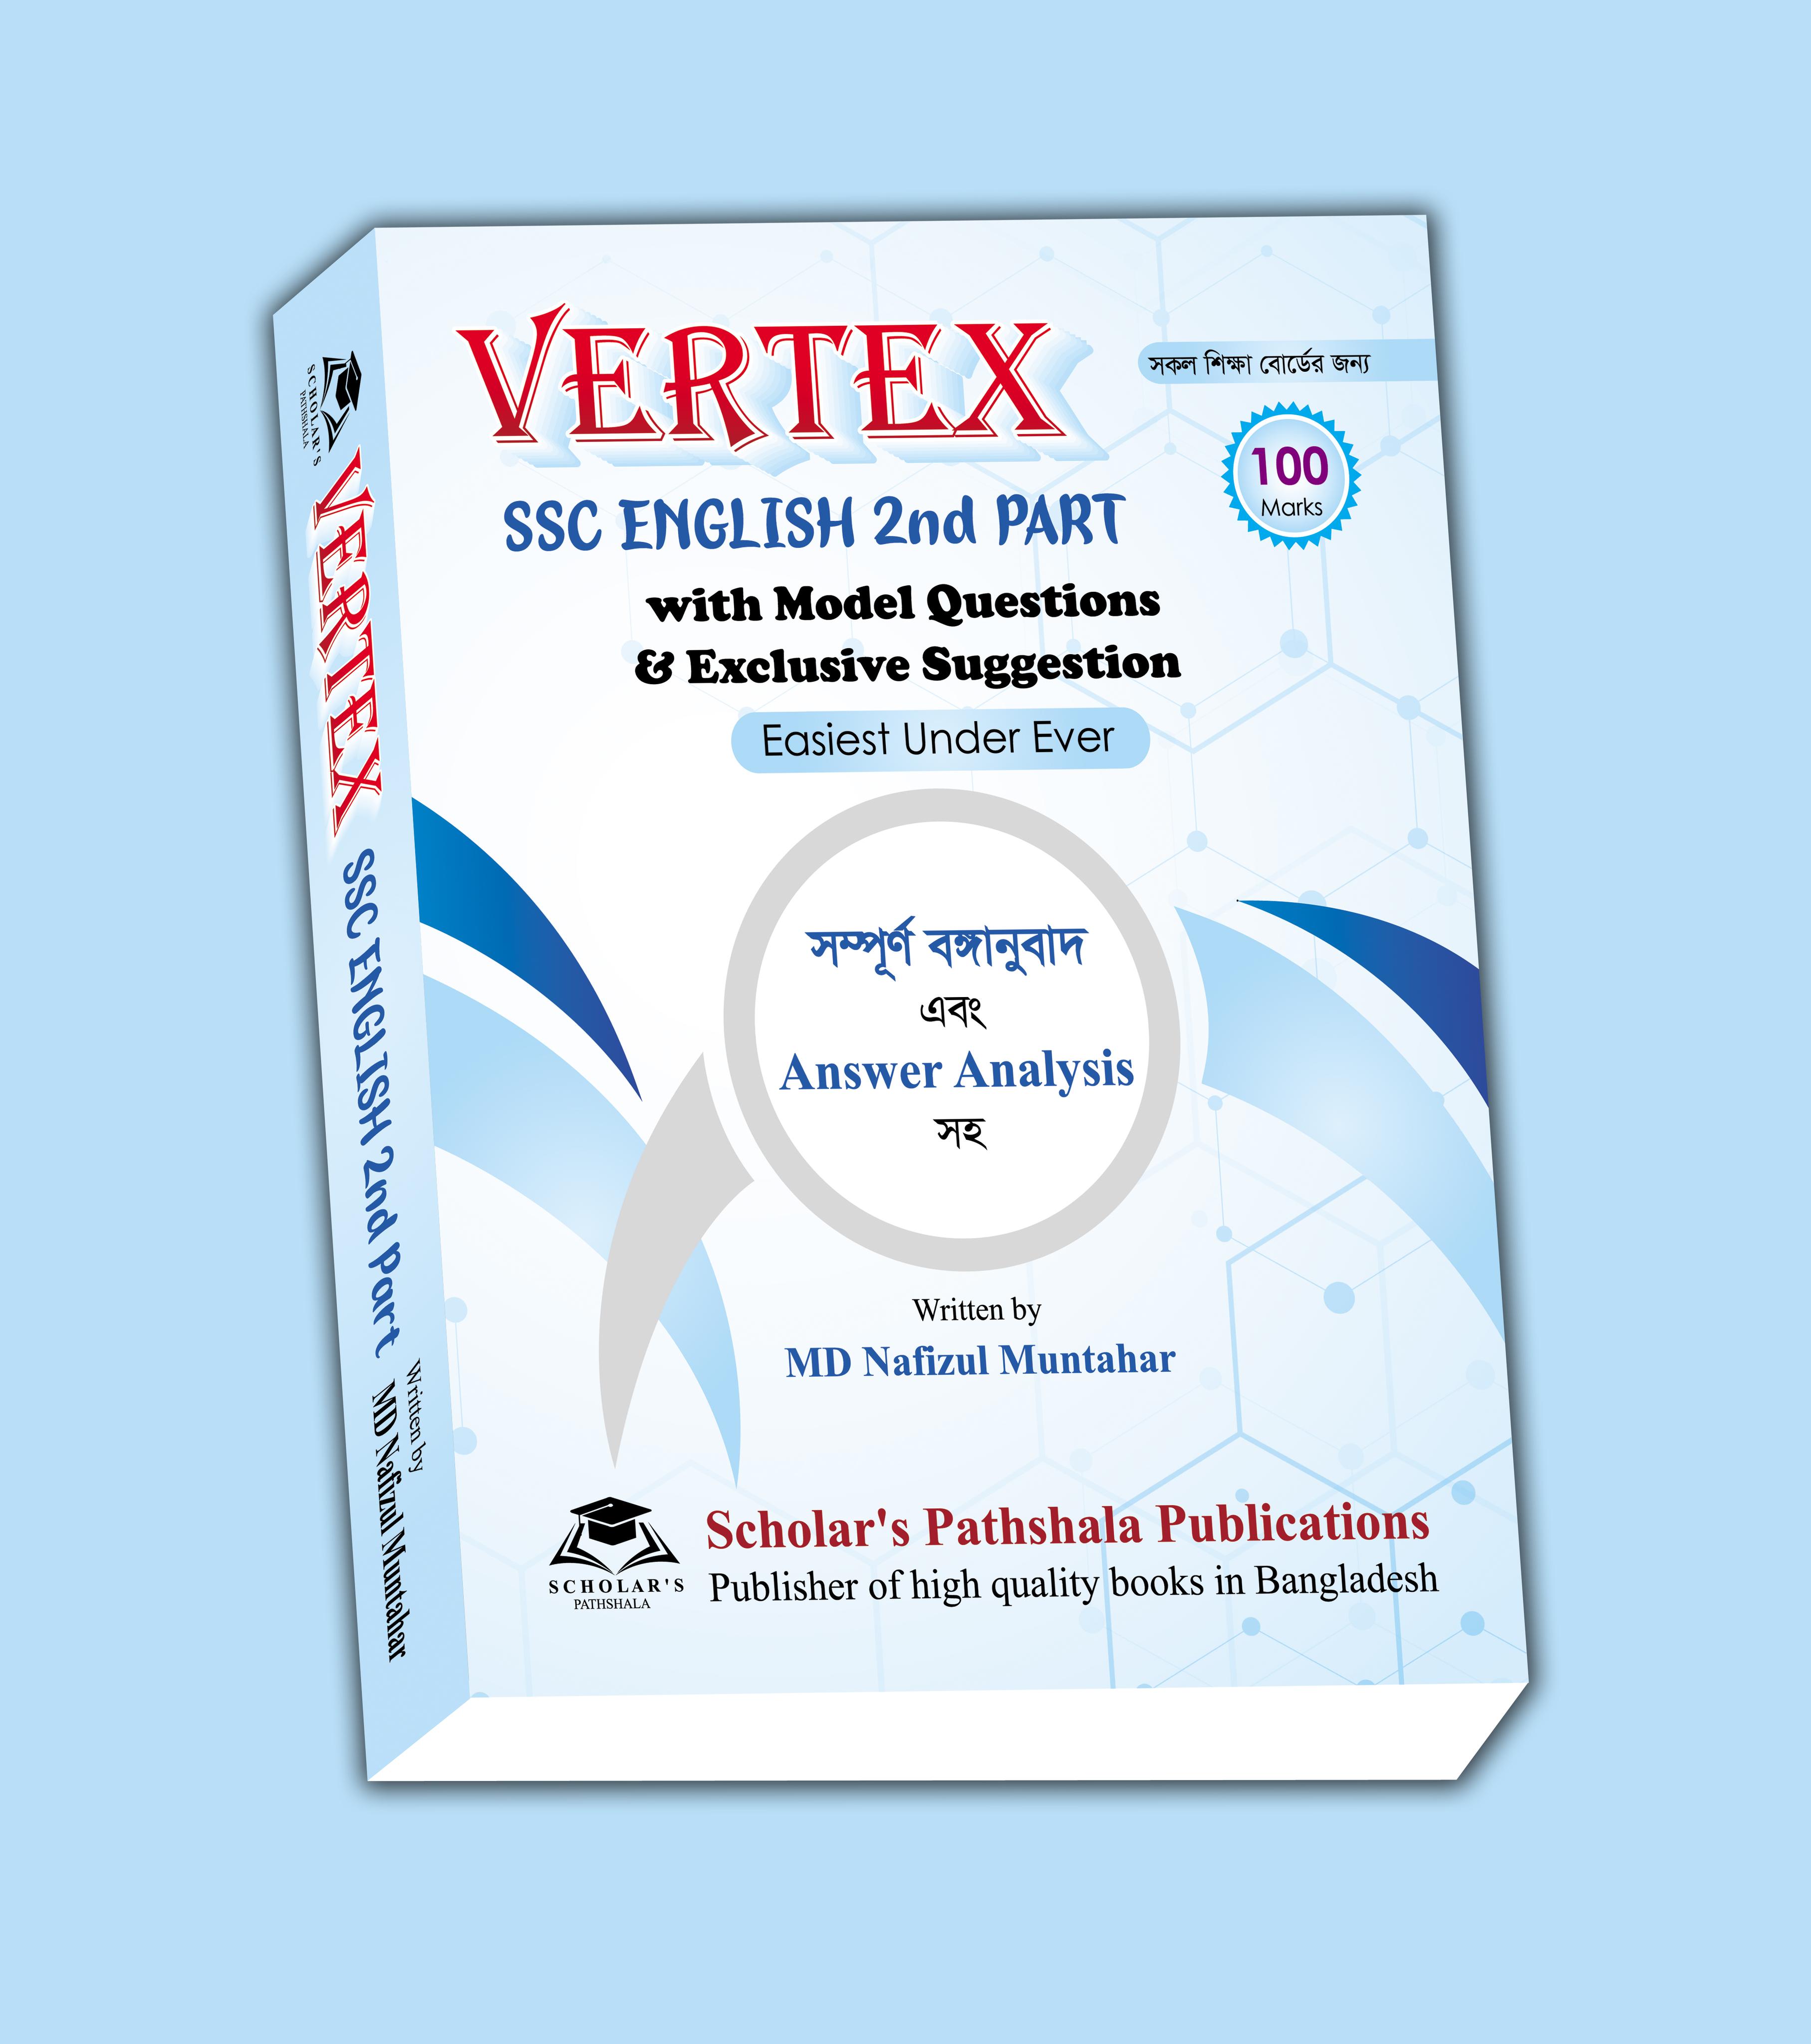 VERTEX
সকল শিক্ষা বোর্ডের জন্য
100
Marks
SSC ENGLISH 2nd PART
with Model Questions
& Exclusive Suggestion
Easiest Under Ever
সম্পূর্ণ বঙ্গানুবাদ
এবং
Answer Analysis
সহ
Written by
MD Nafizul Muntahar
SCHOLAR'S
PATHSHALA
Scholar's Pathshala Publications
Publisher of high quality books in Bangladesh
SCHOLAR'S
PATHSHALA
VERTEX
SSC ENGLISH 2nd Part
Written by
MD Nafizul Muntahar